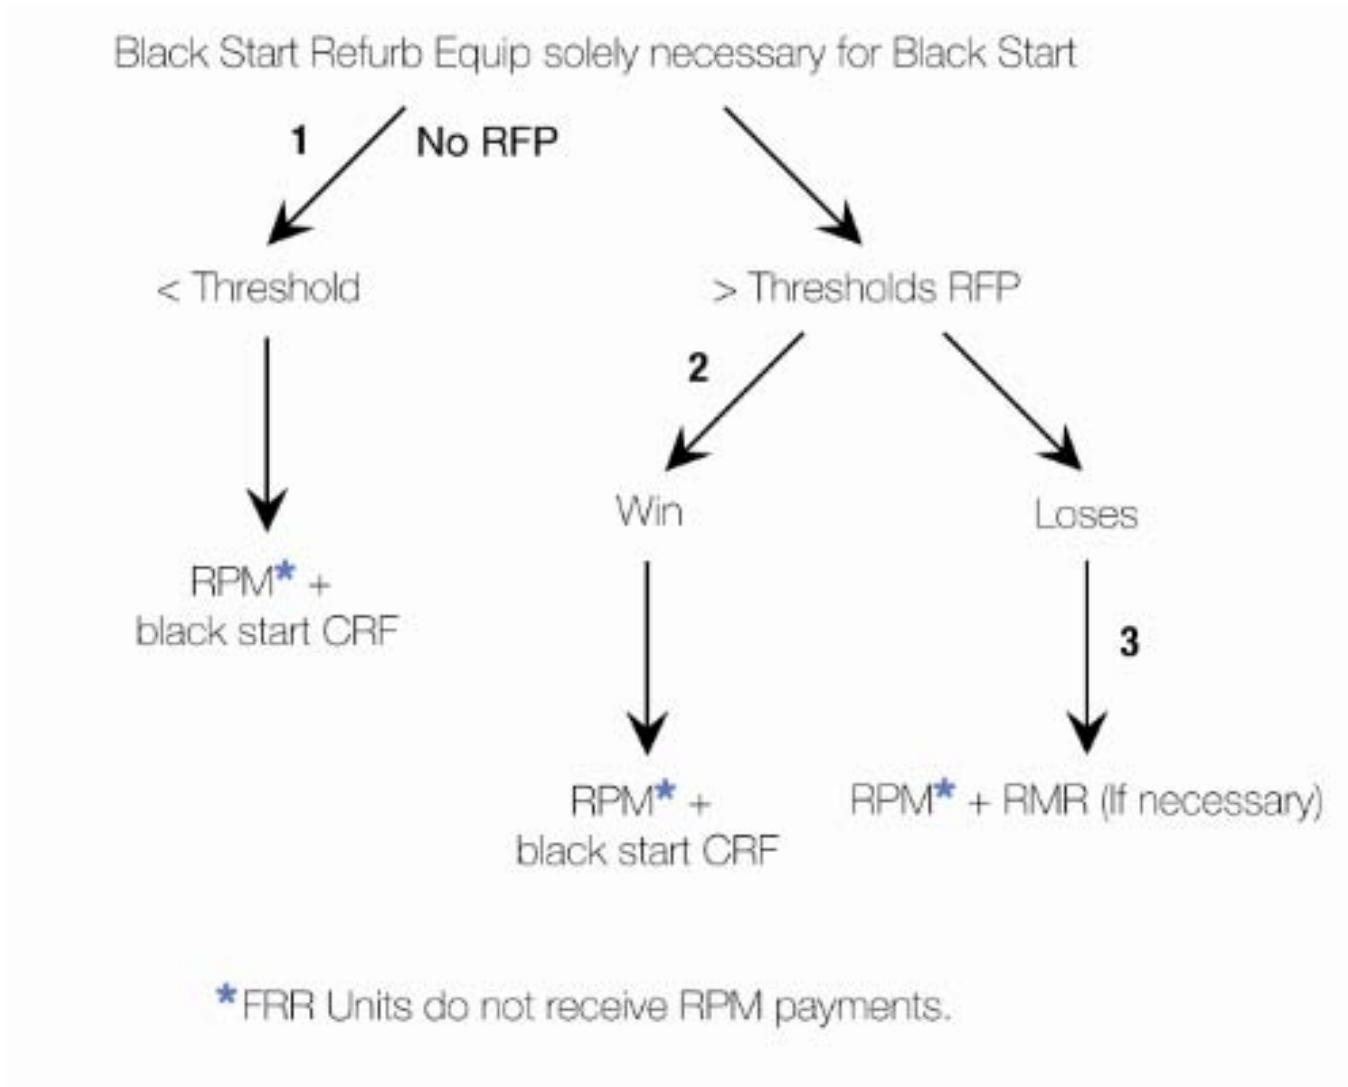 Black Start Refurb Equip solely necessary for Black Start
1
No RFP
< Threshold
> Thresholds RFP
2
Win
Loses
RPM* +
black start CRF
3
RPM* +
black start CRF
RPM* + RMR (If necessary)
*FRR Units do not receive RPM payments.